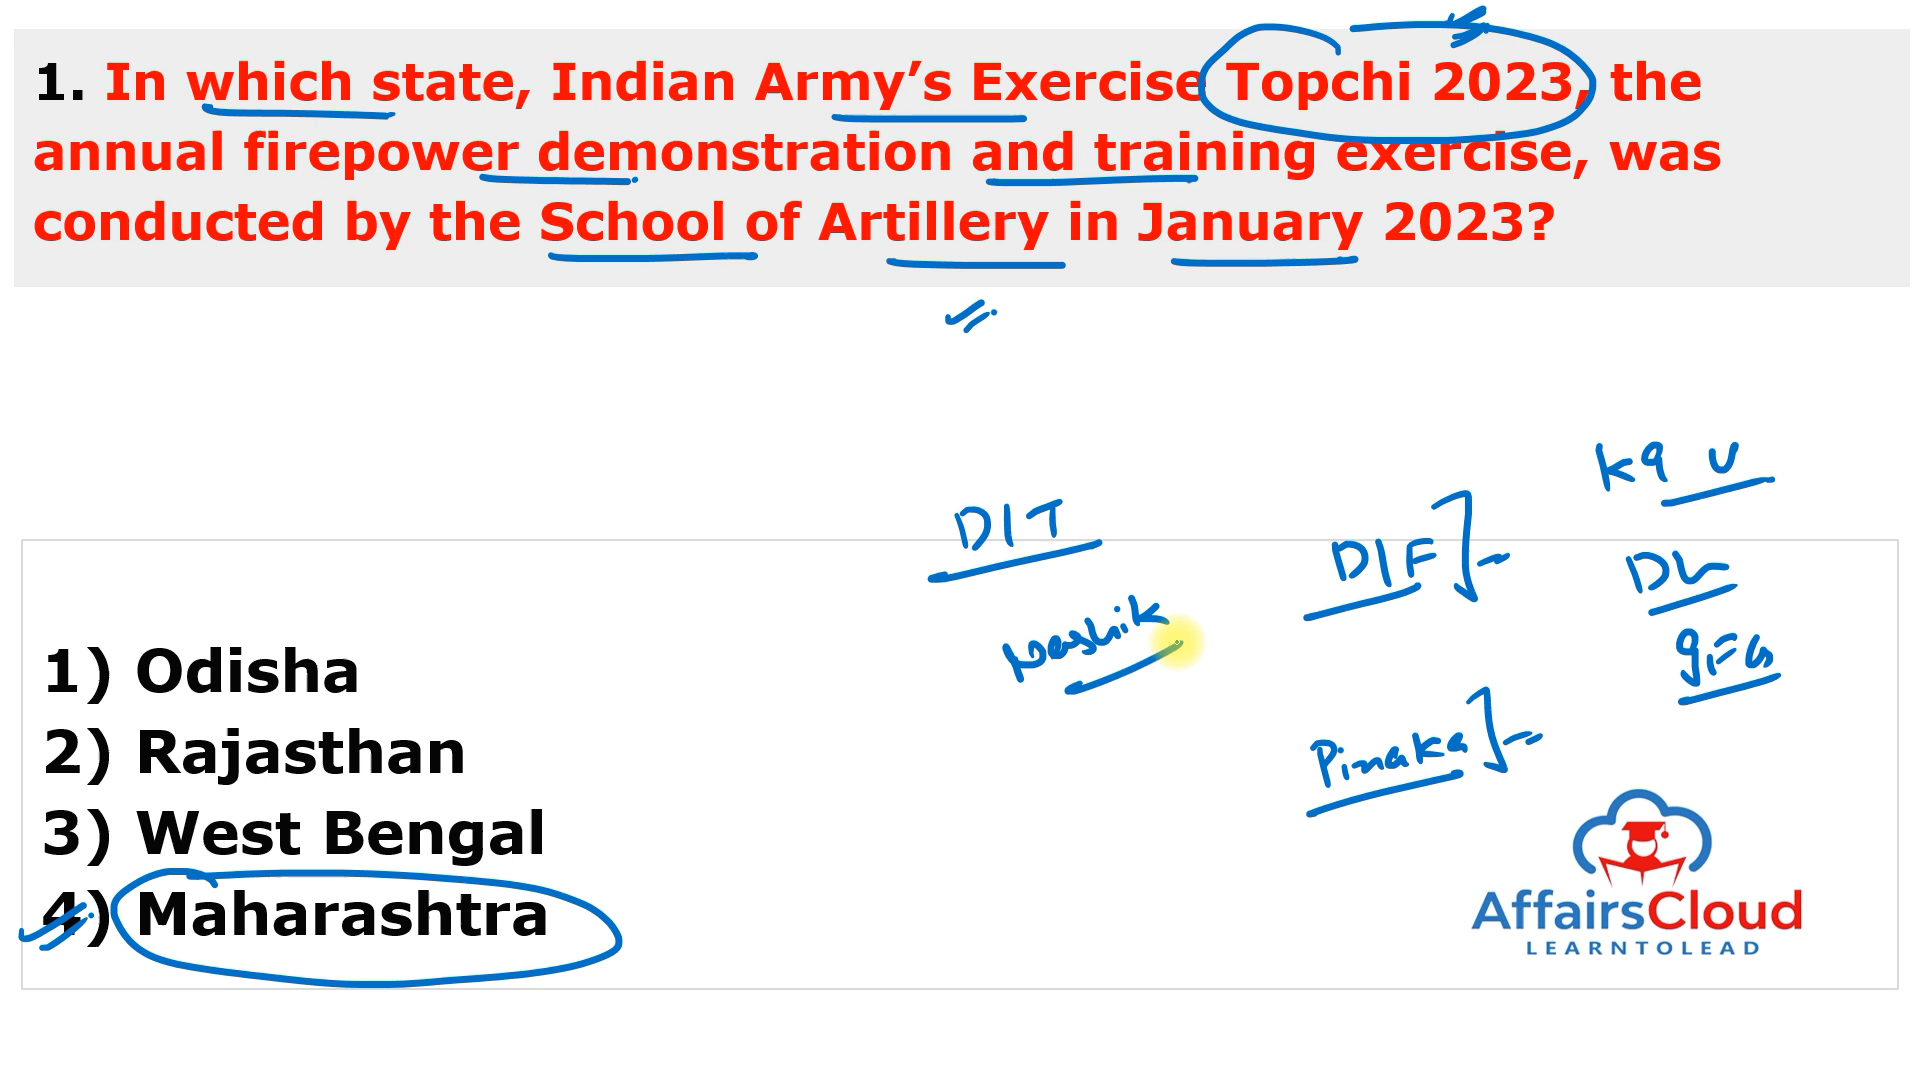 1. In which state, Indian Army’s Exercise Topchi 2023, the
annual firepower demonstration and training exercise, was
conducted by the School of Artillery in January 2023?
K9 V
DIT
DIF
Nashik
Pinaka
1) Odisha
2) Rajasthan
3) West Bengal
4) Maharashtra
AffairsCloud
LEARNTOLEAD